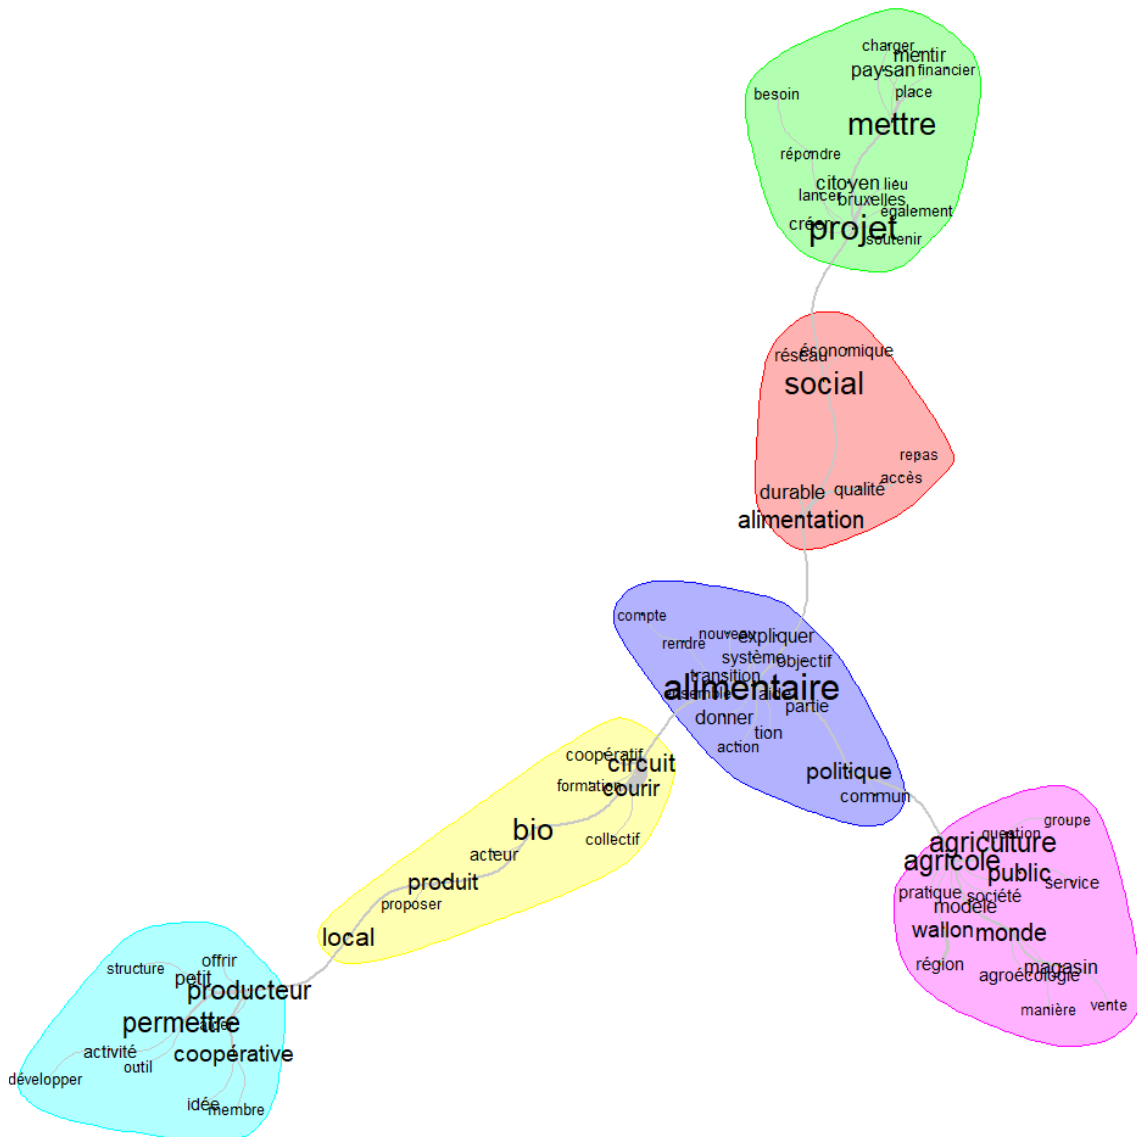 charger
mentir
paysan
financier
place
besoin
mettre
répondre
citoyen
lieu
lancer
bruxelles
également
créer
projet
soutenir
économique
réseau
social
repas
accès
durable
qualité
alimentation
compte
nouveau
expliquer
rendre
système
objectif
transition
alimentaire
ensemble
aider
partie
donner
tion
action
politique
commun
coopératif
circuit
formation
courir
bio
collectif
acteur
produit
proposer
local
groupe
question
agriculture
agricole
public
service
pratique
société
modèle
wallon
monde
région
magasin
agroécologie
manière
vente
offrir
structure
petit
producteur
permettre
activité
coopérative
outil
développer
idée
membre